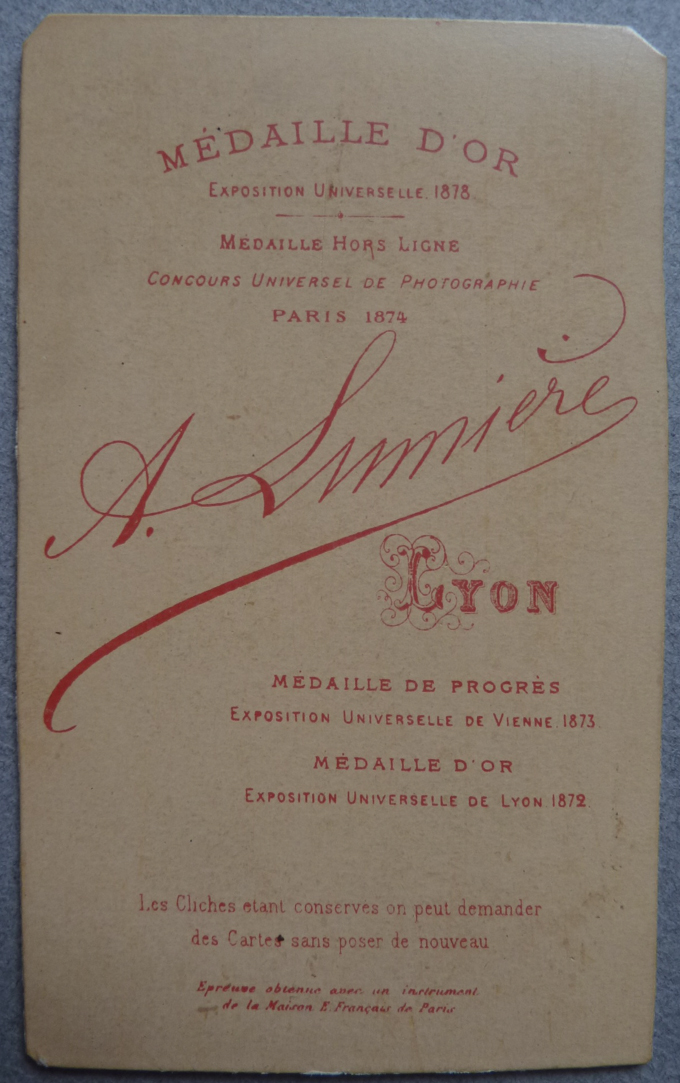 MÉDAILLE D'OR
EXPOSITION UNIVERSELLE. 1878.
MÉDAILLE HORS LIGNE
CONCOURS UNIVERSEL DE PHOTOGRAPHIE
PARIS 1874
A. Lumière
LYON
MÉDAILLE DE PROGRÈS
EXPOSITION UNIVERSELLE DE VIENNE. 1873.
MÉDAILLE D'OR
EXPOSITION UNIVERSELLE DE LYON 1872
Les Cliches etant conserves on peut demander
des Cartes sans poser de nouveau
Epreuve obtenue avec un instrument
de la Maison E. Français de Paris